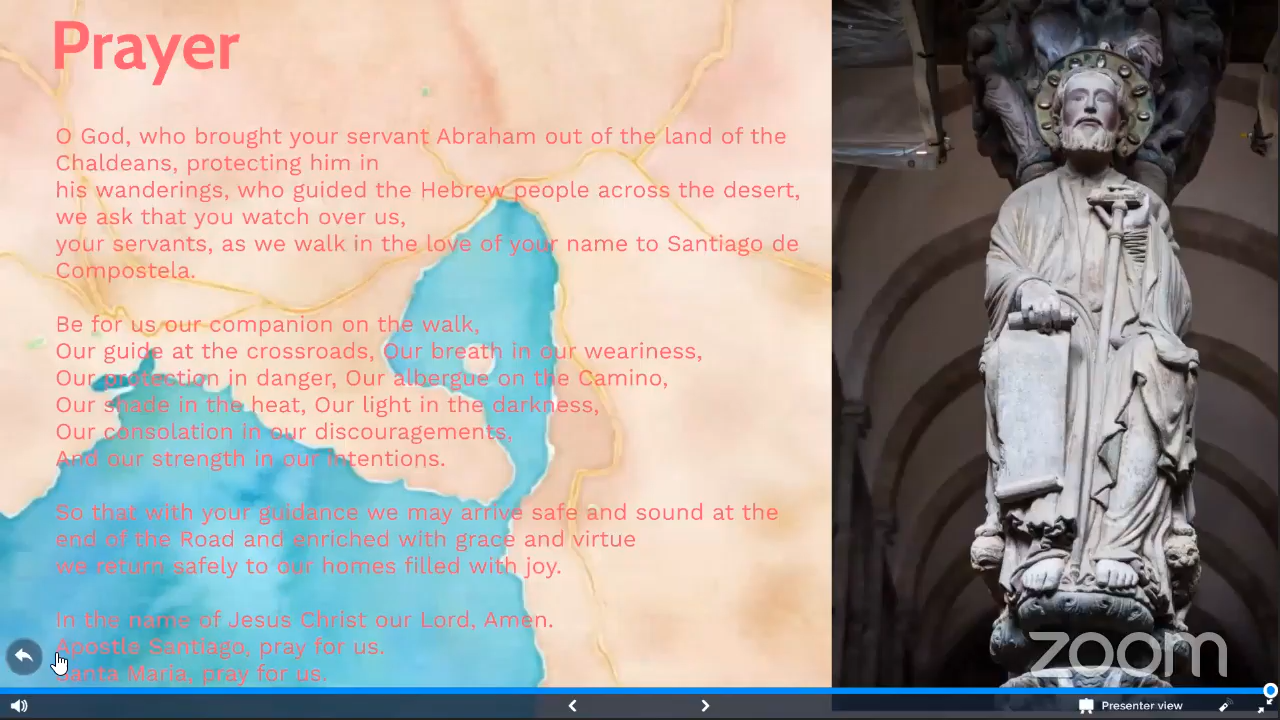 Prayer
O God, who brought your servant Abraham out of the land of the
Chaldeans, protecting him in
his wanderings, who guided the Hebrew people across the desert,
we ask that you watch over us,
your servants, as we walk in the love of your name to Santiago de
Compostela.
Be for us our companion on the walk,
Our guide at the crossroads, Our breath in our weariness,
Our protection in danger, Our albergue on the Camino,
Our shade in the heat, Our light in the darkness,
Our consolation in our discouragements,
And our strength in our intentions.
So that with your guidance we may arrive safe and sound at the
end of the Road and enriched with grace and virtue
we return safely to our homes filled with joy.
In the name of Jesus Christ our Lord, Amen.
Apostle Santiago, pray for us.
Santa Maria, pray for us.
zoom
Presenter view